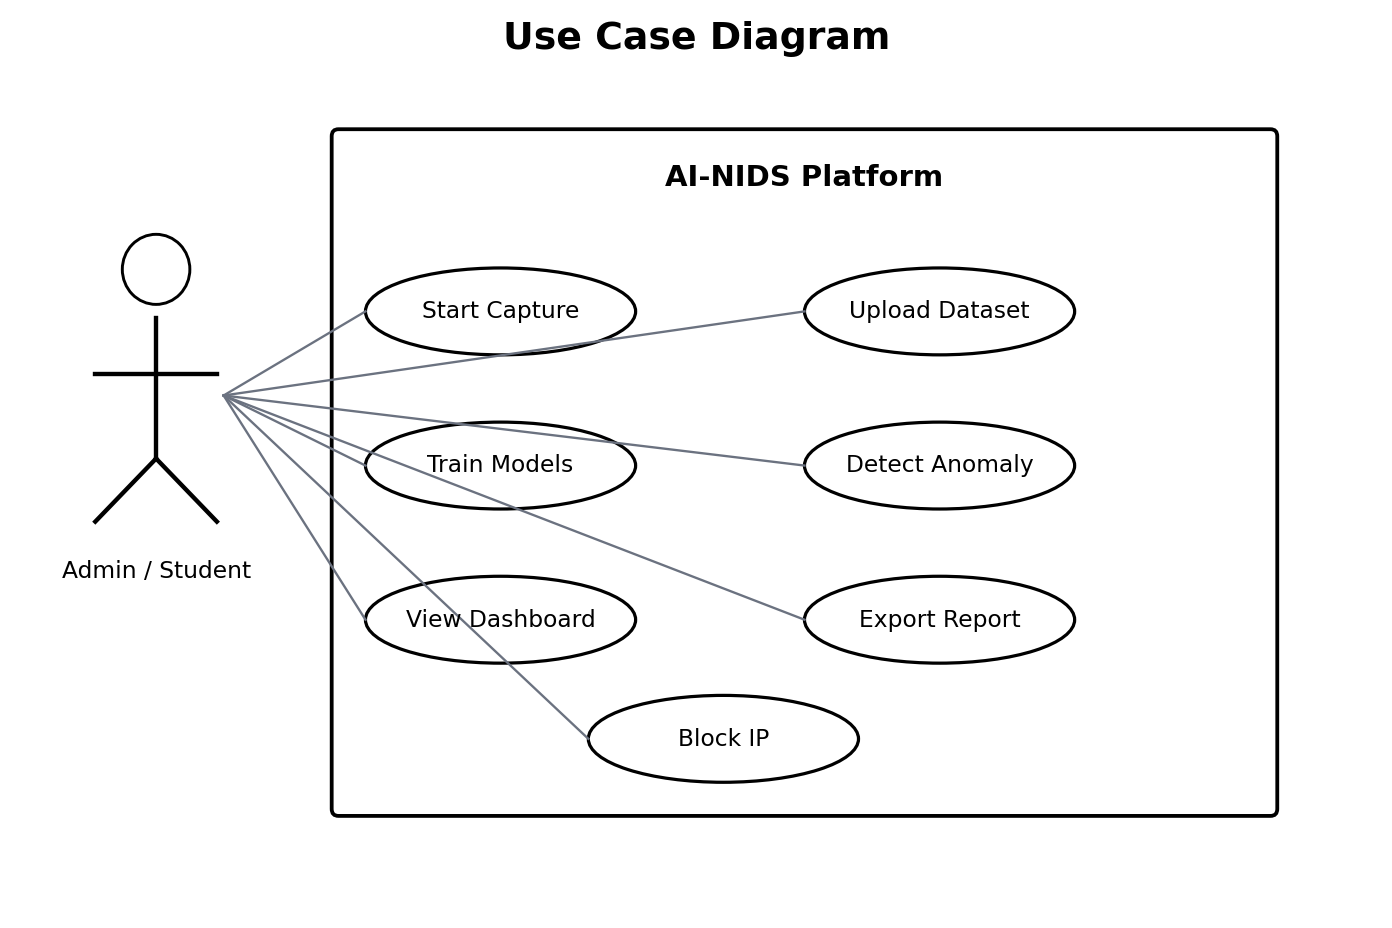 Use Case Diagram
AI-NIDS Platform
Start Capture
Upload Dataset
Train Models
Detect Anomaly
Admin / Student
View Dashboard
Export Report
Block IP